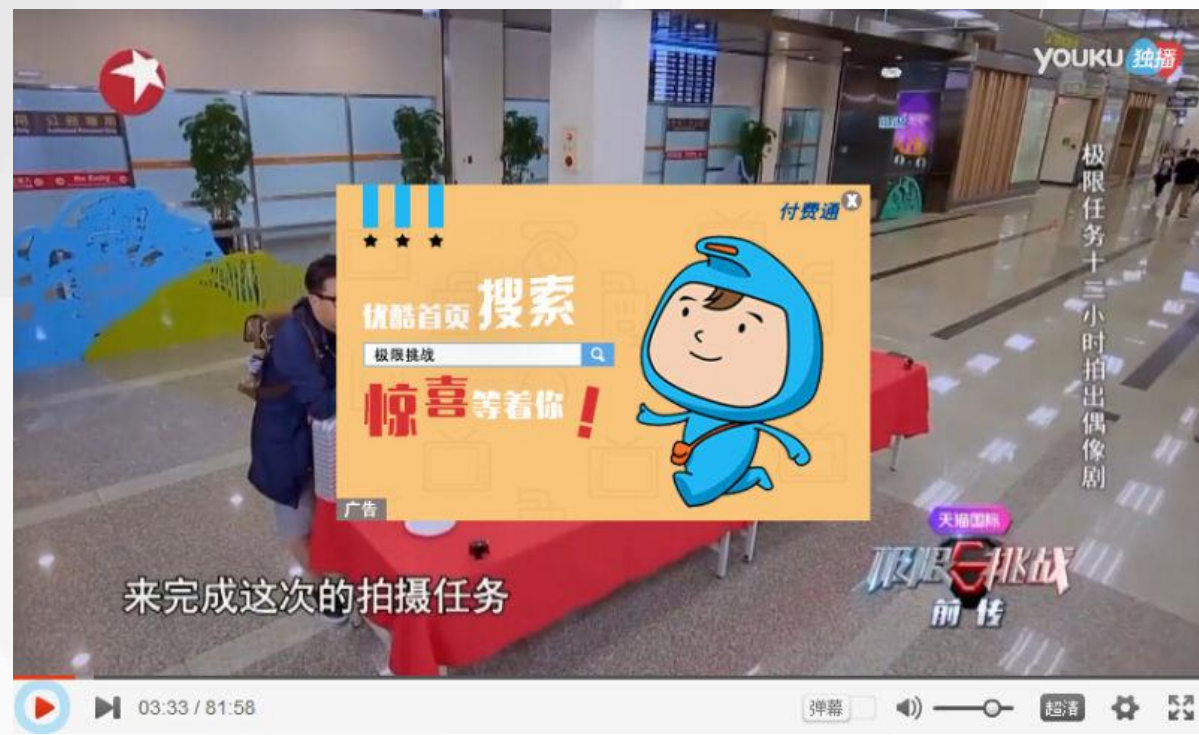 YOUKU 独播
No Entry
极限任务十三小时拍出偶像剧
付费通
X
优酷首页搜索
极限挑战
惊喜等着你!
广告
天猫国际
极限挑战
前传
来完成这次的拍摄任务
03:33 / 81:58
弹幕
超清